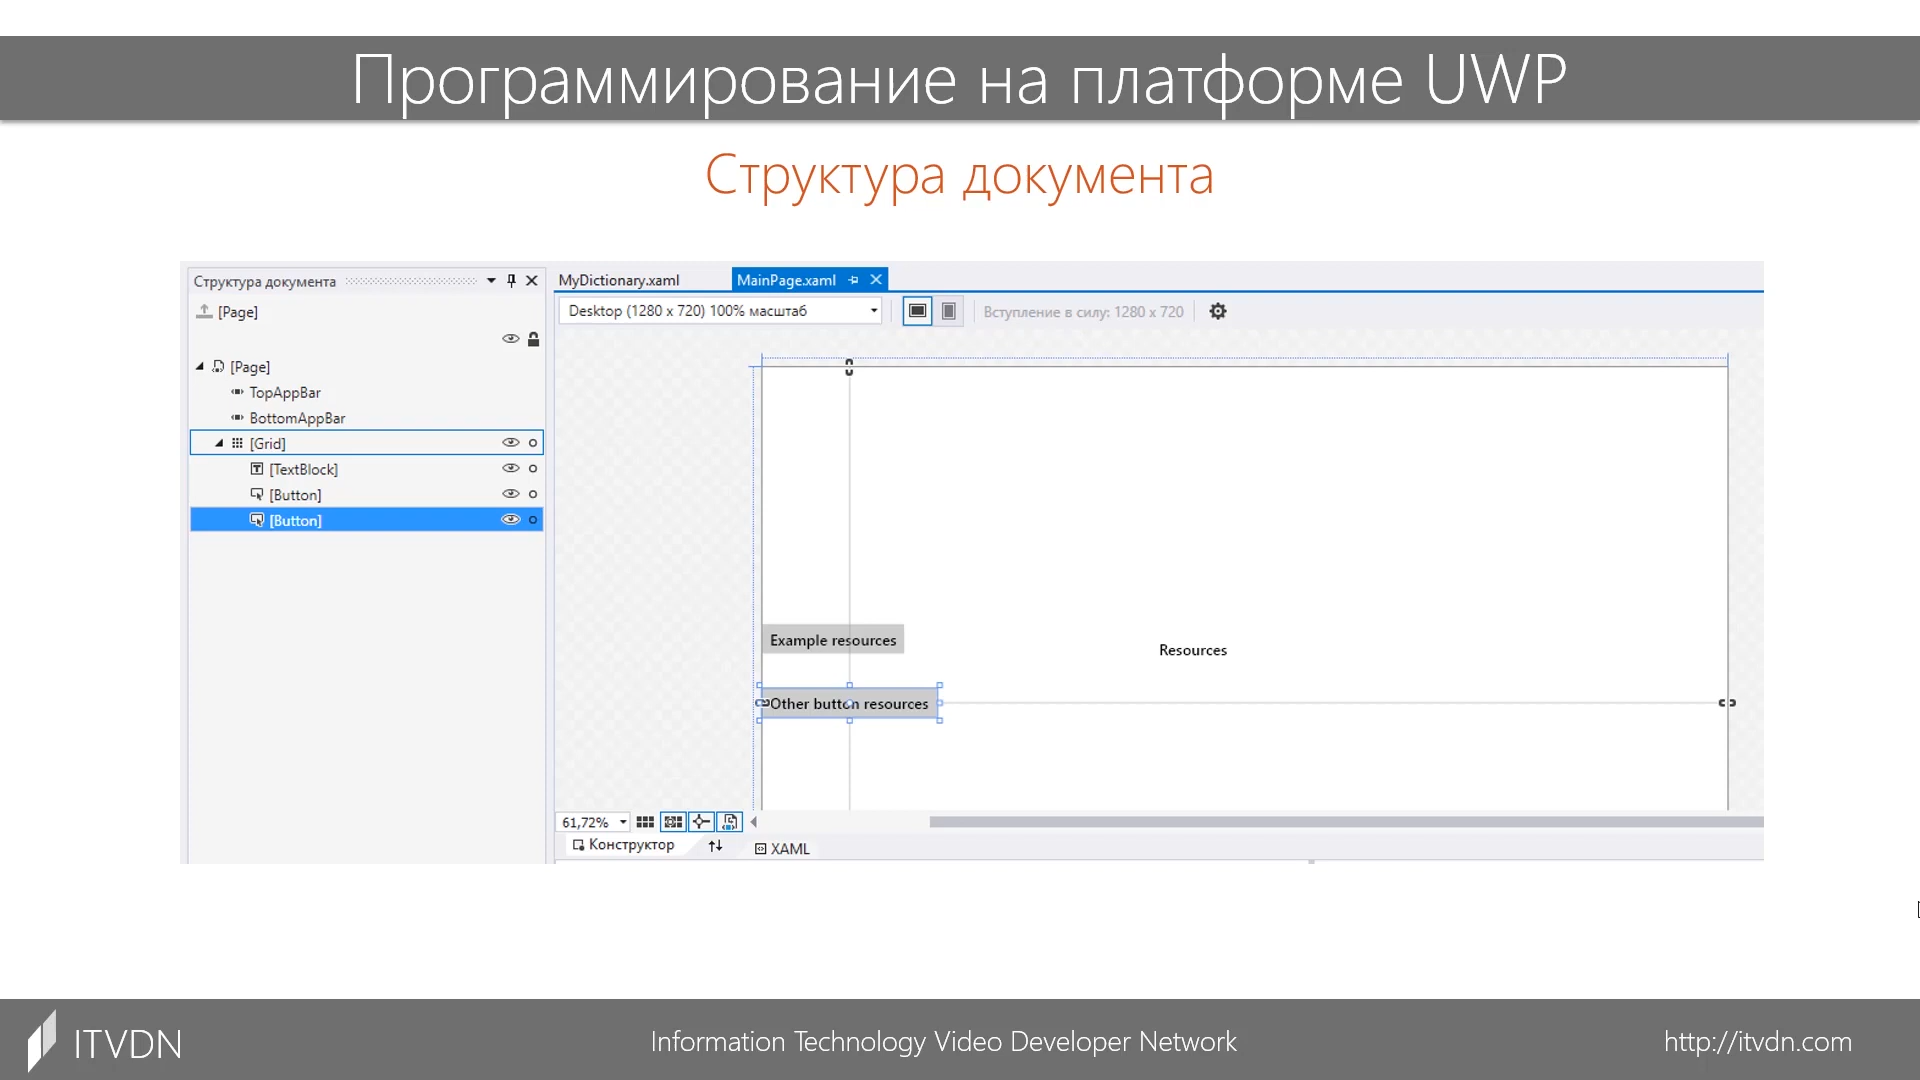 Программирование на платформе UWP
Структура документа
Структура документа
[Page]
[Page]
TopAppBar
BottomAppBar
[Grid]
[TextBlock]
[Button]
[Button]
MyDictionary.xaml MainPage.xaml
Desktop (1280 x 720) 100% масштаб Вступление в силу: 1280 x 720
Example resources
Resources
Other button resources
61,72%
Конструктор XAML
ITVDN Information Technology Video Developer Network http://itvdn.com